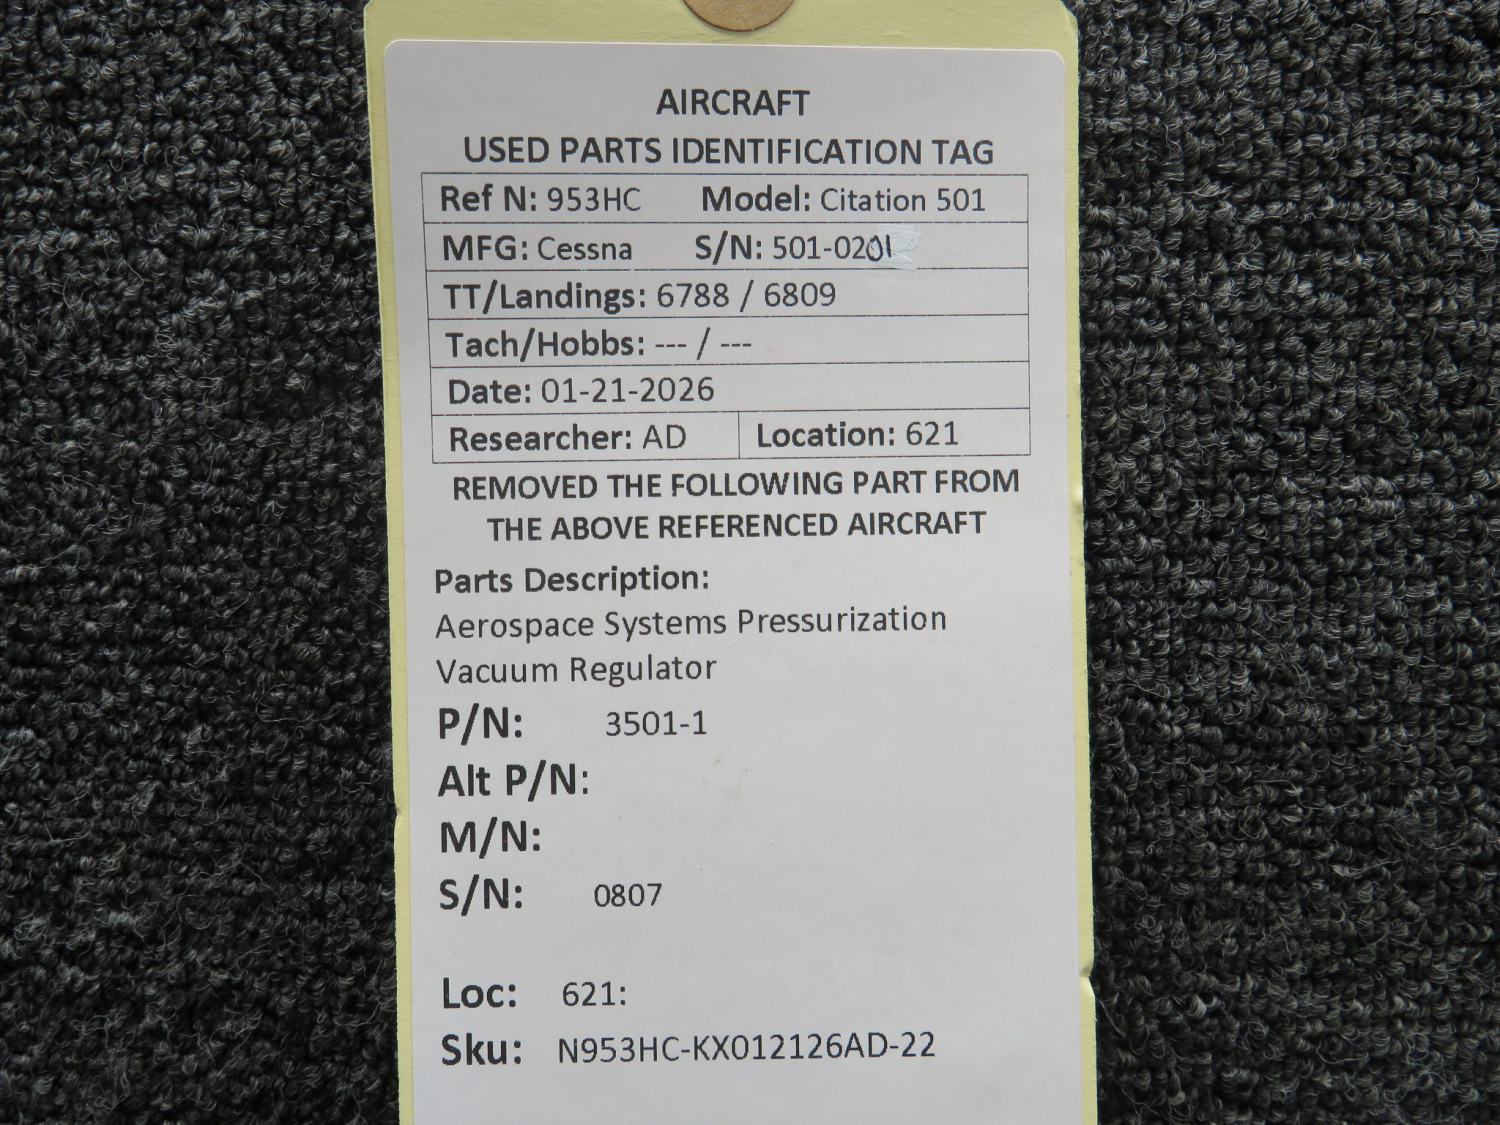 AIRCRAFT
USED PARTS IDENTIFICATION TAG
Ref N: 953HC Model: Citation 501
MFG: Cessna S/N: 501-0201
TT/Landings: 6788 / 6809
Tach/Hobbs: --- / ---
Date: 01-21-2026
Researcher: AD Location: 621
REMOVED THE FOLLOWING PART FROM
THE ABOVE REFERENCED AIRCRAFT
Parts Description:
Aerospace Systems Pressurization
Vacuum Regulator
P/N: 3501-1
Alt P/N:
M/N:
S/N: 0807
Loc: 621:
Sku: N953HC-KX012126AD-22